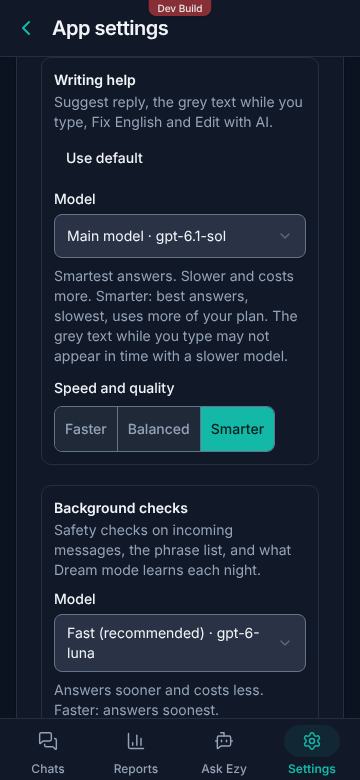 Dev Build
App settings
Writing help
Suggest reply, the grey text while you
type, Fix English and Edit with AI.
Use default
Model
Main model · gpt-6.1-sol
Smartest answers. Slower and costs
more. Smarter: best answers,
slowest, uses more of your plan. The
grey text while you type may not
appear in time with a slower model.
Speed and quality
Faster Balanced Smarter
Background checks
Safety checks on incoming
messages, the phrase list, and what
Dream mode learns each night.
Model
Fast (recommended) · gpt-6-
luna
Answers sooner and costs less.
Faster: answers soonest.
Chats Reports Ask Ezy Settings